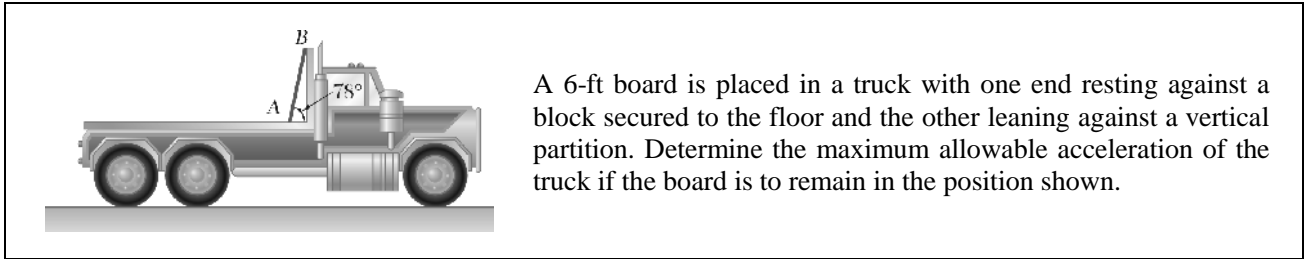 B
A
78°
A 6-ft board is placed in a truck with one end resting against a
block secured to the floor and the other leaning against a vertical
partition. Determine the maximum allowable acceleration of the
truck if the board is to remain in the position shown.